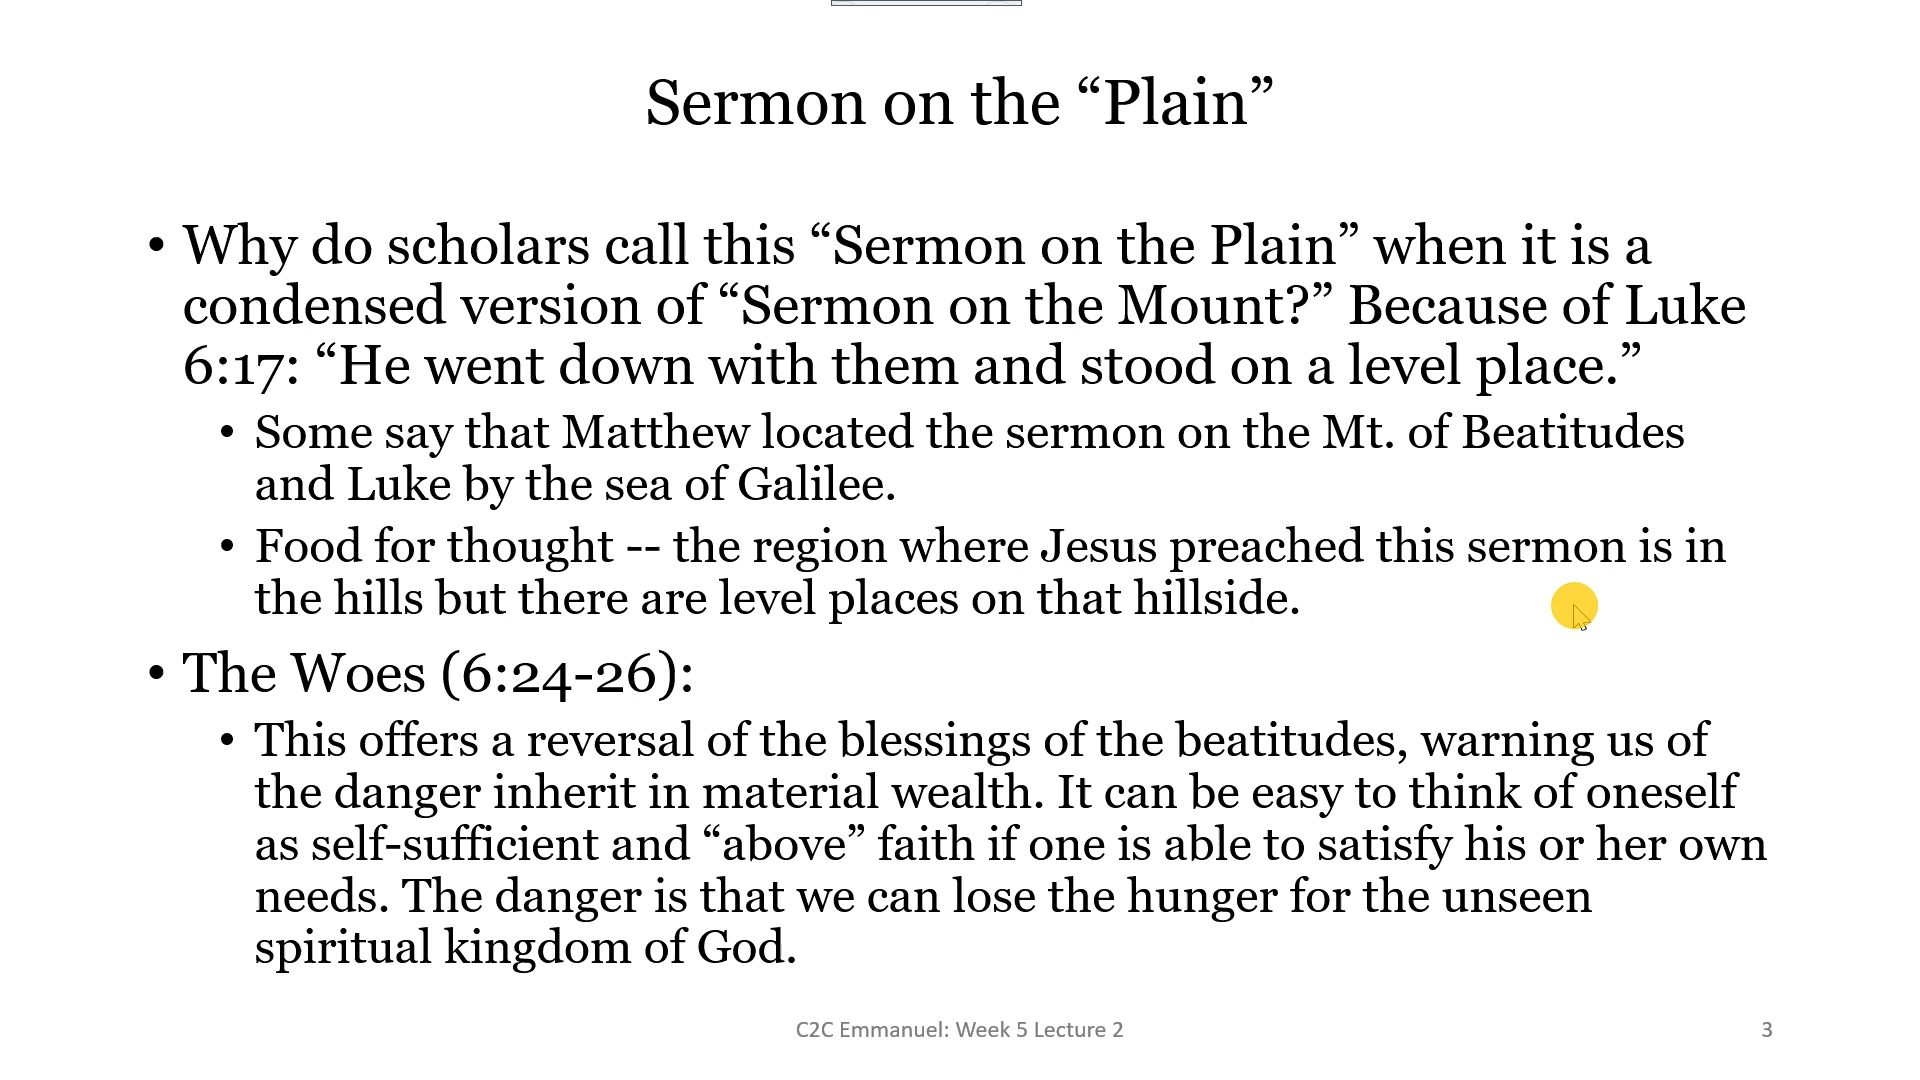 Sermon on the “Plain”
• Why do scholars call this “Sermon on the Plain” when it is a
condensed version of “Sermon on the Mount?” Because of Luke
6:17: “He went down with them and stood on a level place.”
• Some say that Matthew located the sermon on the Mt. of Beatitudes
and Luke by the sea of Galilee.
• Food for thought -- the region where Jesus preached this sermon is in
the hills but there are level places on that hillside.
• The Woes (6:24-26):
• This offers a reversal of the blessings of the beatitudes, warning us of
the danger inherit in material wealth. It can be easy to think of oneself
as self-sufficient and “above” faith if one is able to satisfy his or her own
needs. The danger is that we can lose the hunger for the unseen
spiritual kingdom of God.
C2C Emmanuel: Week 5 Lecture 2
3